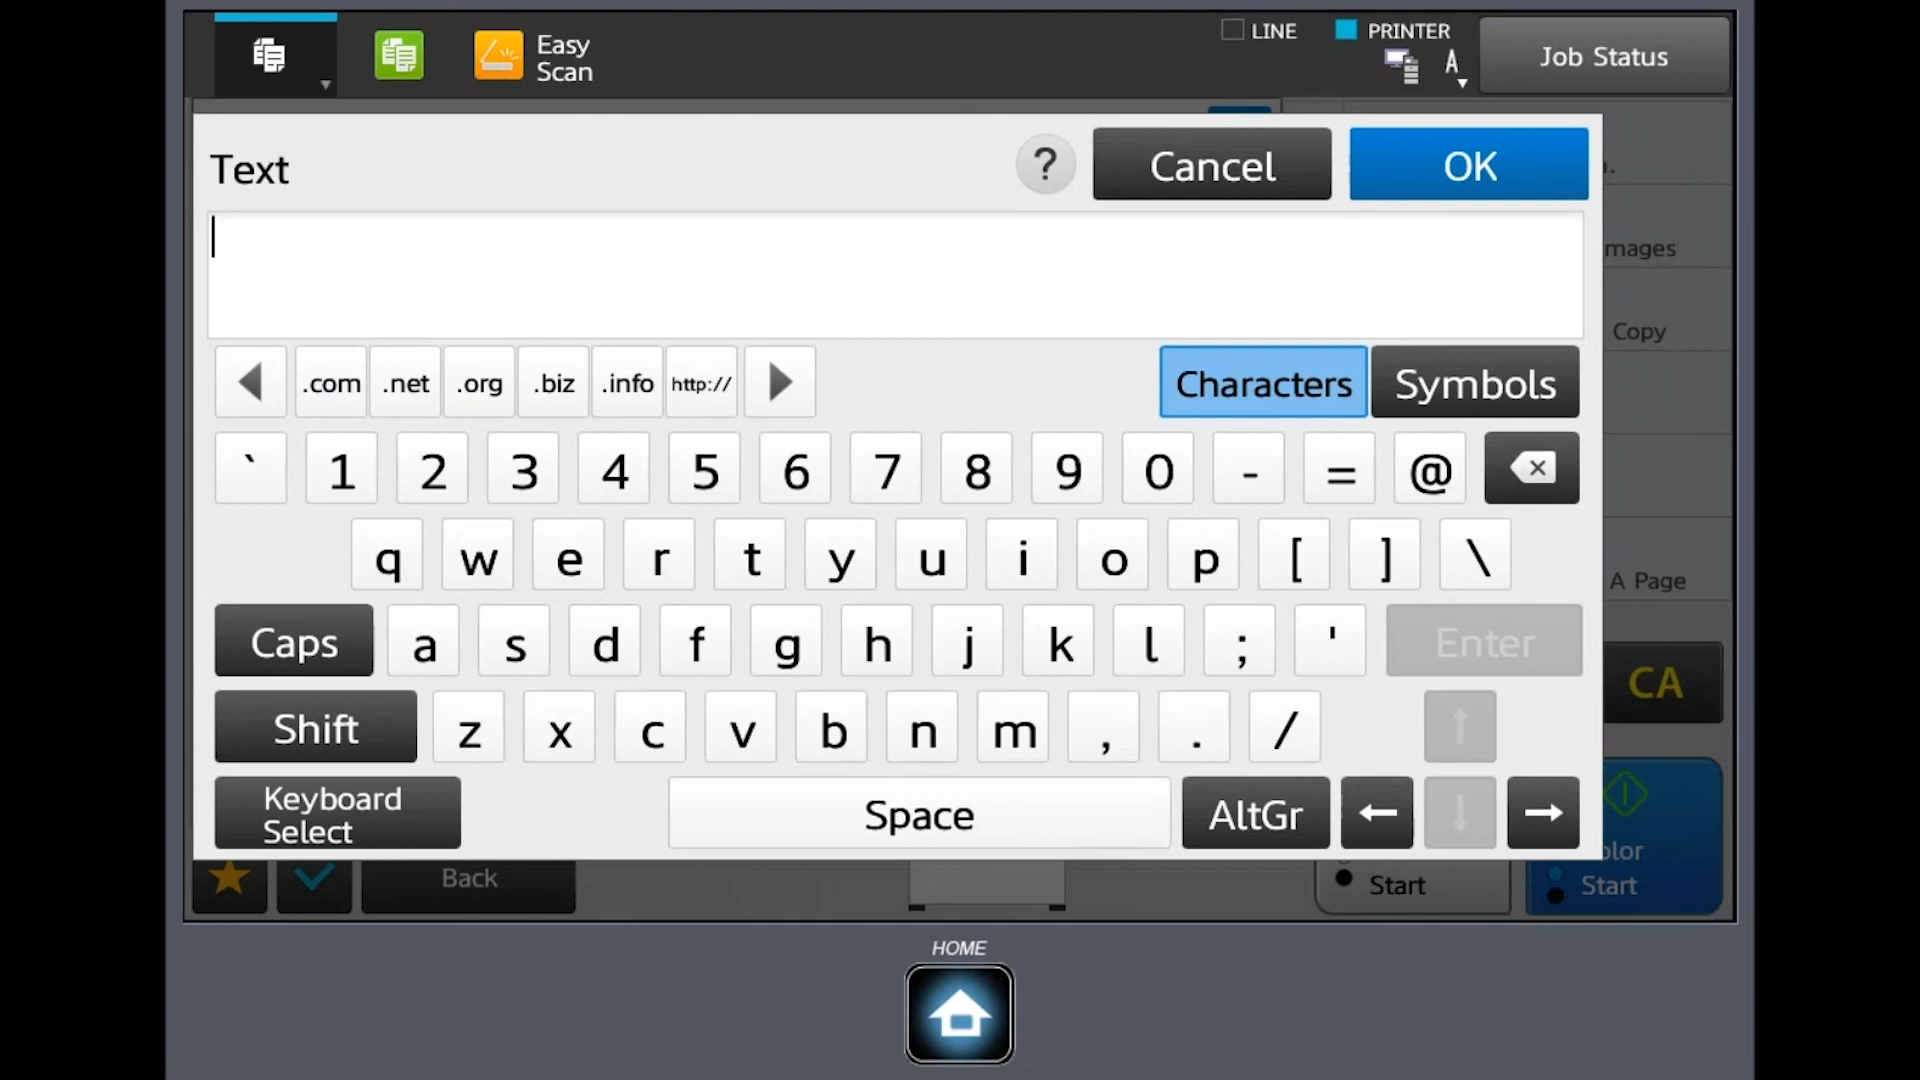 Easy
Scan
LINE
PRINTER
A
Job Status
Text
?
Cancel
OK
mages
Copy
.com .net .org .biz .info http://
Characters Symbols
` 1 2 3 4 5 6 7 8 9 0 - = @
q w e r t y u i o p [ ] \
A Page
Caps a s d f g h j k l ; ' Enter
CA
Shift z x c v b n m , . /
Keyboard
Select
Space
AltGr
Back
Start
olor
Start
HOME